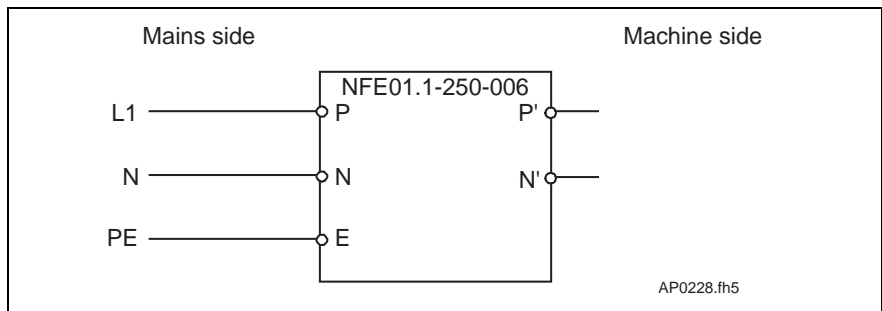 Mains side Machine side
NFE01.1-250-006
L1 P P'
N N N'
PE E
AP0228.fh5